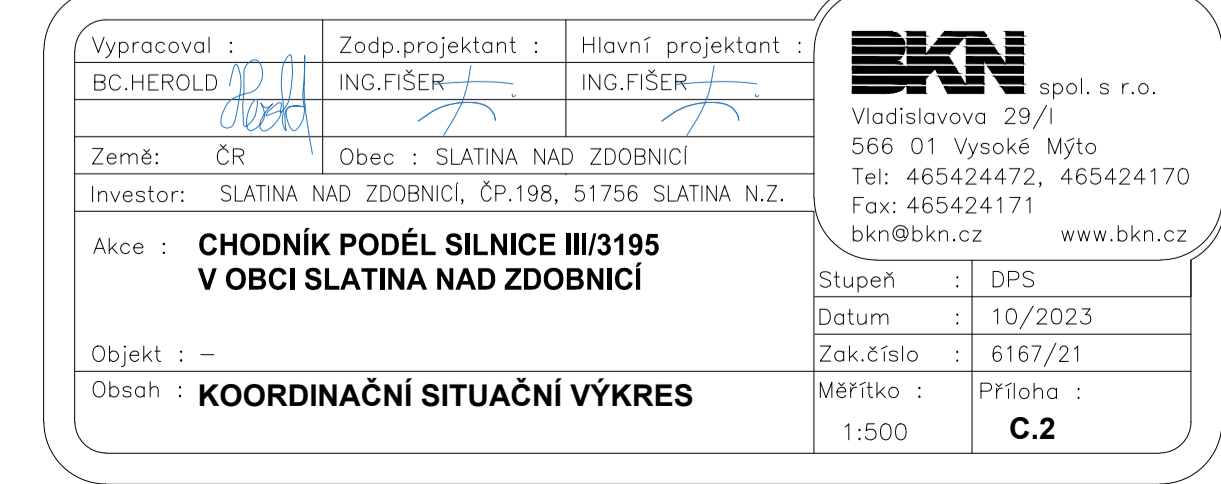 Vypracoval : Zodp.projektant : Hlavní projektant :
BC.HEROLD ING.FIŠER ING.FIŠER
Herold
Země: ČR Obec : SLATINA NAD ZDOBNICÍ
Investor: SLATINA NAD ZDOBNICÍ, ČP.198, 51756 SLATINA N.Z.
BKN spol. s r.o.
Vladislavova 29/I
566 01 Vysoké Mýto
Tel: 465424472, 465424170
Fax: 465424171
bkn@bkn.cz www.bkn.cz
Akce : CHODNÍK PODÉL SILNICE III/3195
V OBCI SLATINA NAD ZDOBNICÍ
Objekt : –
Obsah : KOORDINAČNÍ SITUAČNÍ VÝKRES
Stupeň : DPS
Datum : 10/2023
Zak.číslo : 6167/21
Měřítko : Příloha :
1:500 C.2